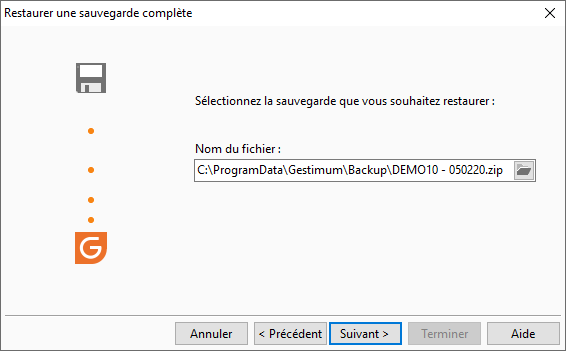 Restaurer une sauvegarde complète
Sélectionnez la sauvegarde que vous souhaitez restaurer :
Nom du fichier :
C:\ProgramData\Gestimum\Backup\DEMO10 - 050220.zip
G
Annuler < Précédent Suivant > Terminer Aide